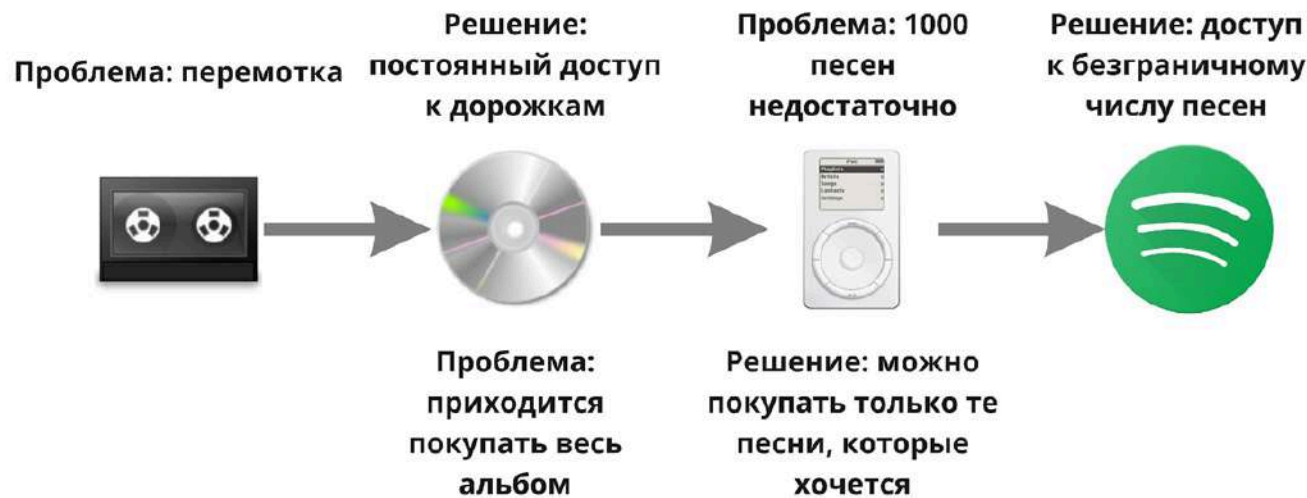 Проблема: перемотка
Решение:
постоянный доступ
к дорожкам
Проблема: 1000
песен
недостаточно
Решение: доступ
к безграничному
числу песен
Проблема:
приходится
покупать весь
альбом
Решение: можно
покупать только те
песни, которые
хочется